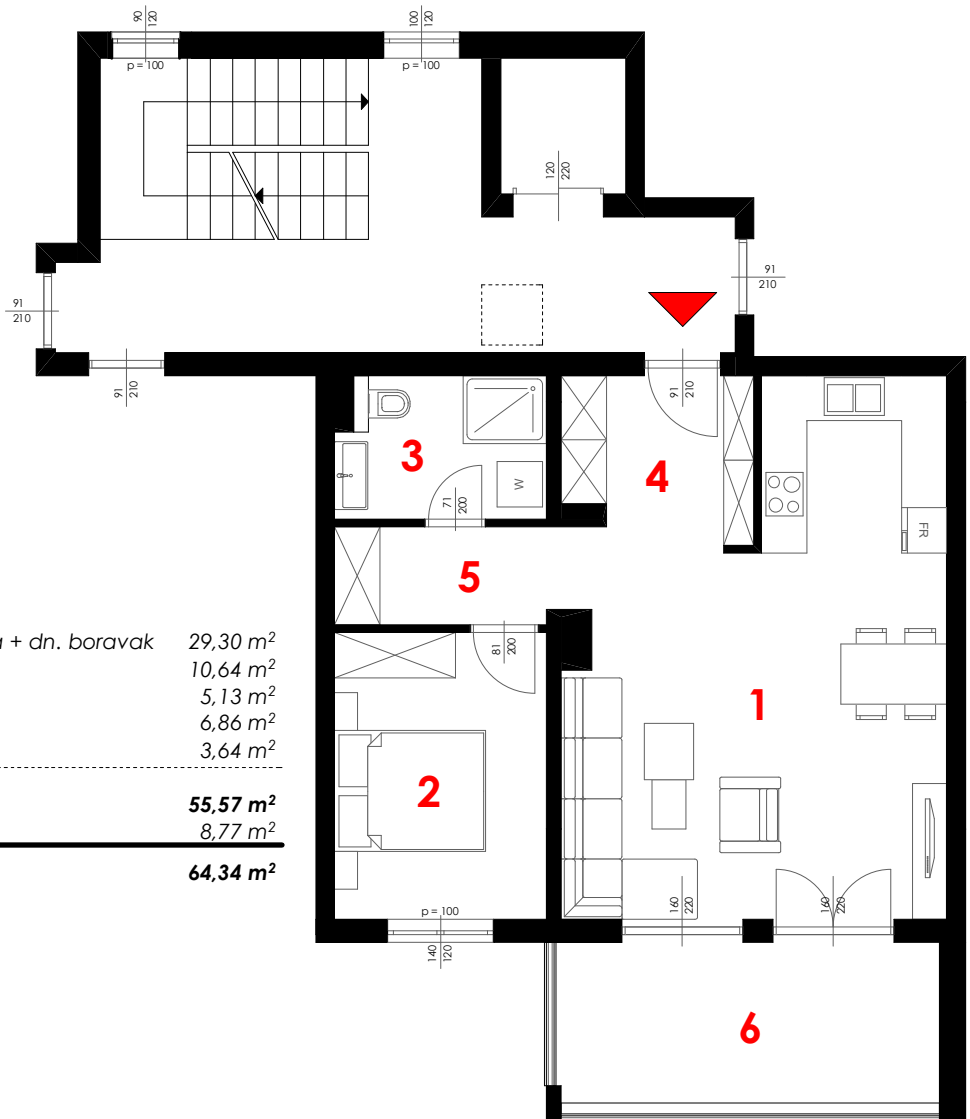 90
120
p = 100
100
120
p = 100
120
220
91
210
91
210
91
210
91
210
3
4
W
71
200
FR
5
a + dn. boravak 29,30 m²
10,64 m²
5,13 m²
6,86 m²
3,64 m²
55,57 m²
8,77 m²
64,34 m²
81
200
1
2
p = 100
140
120
160
220
160
220
6